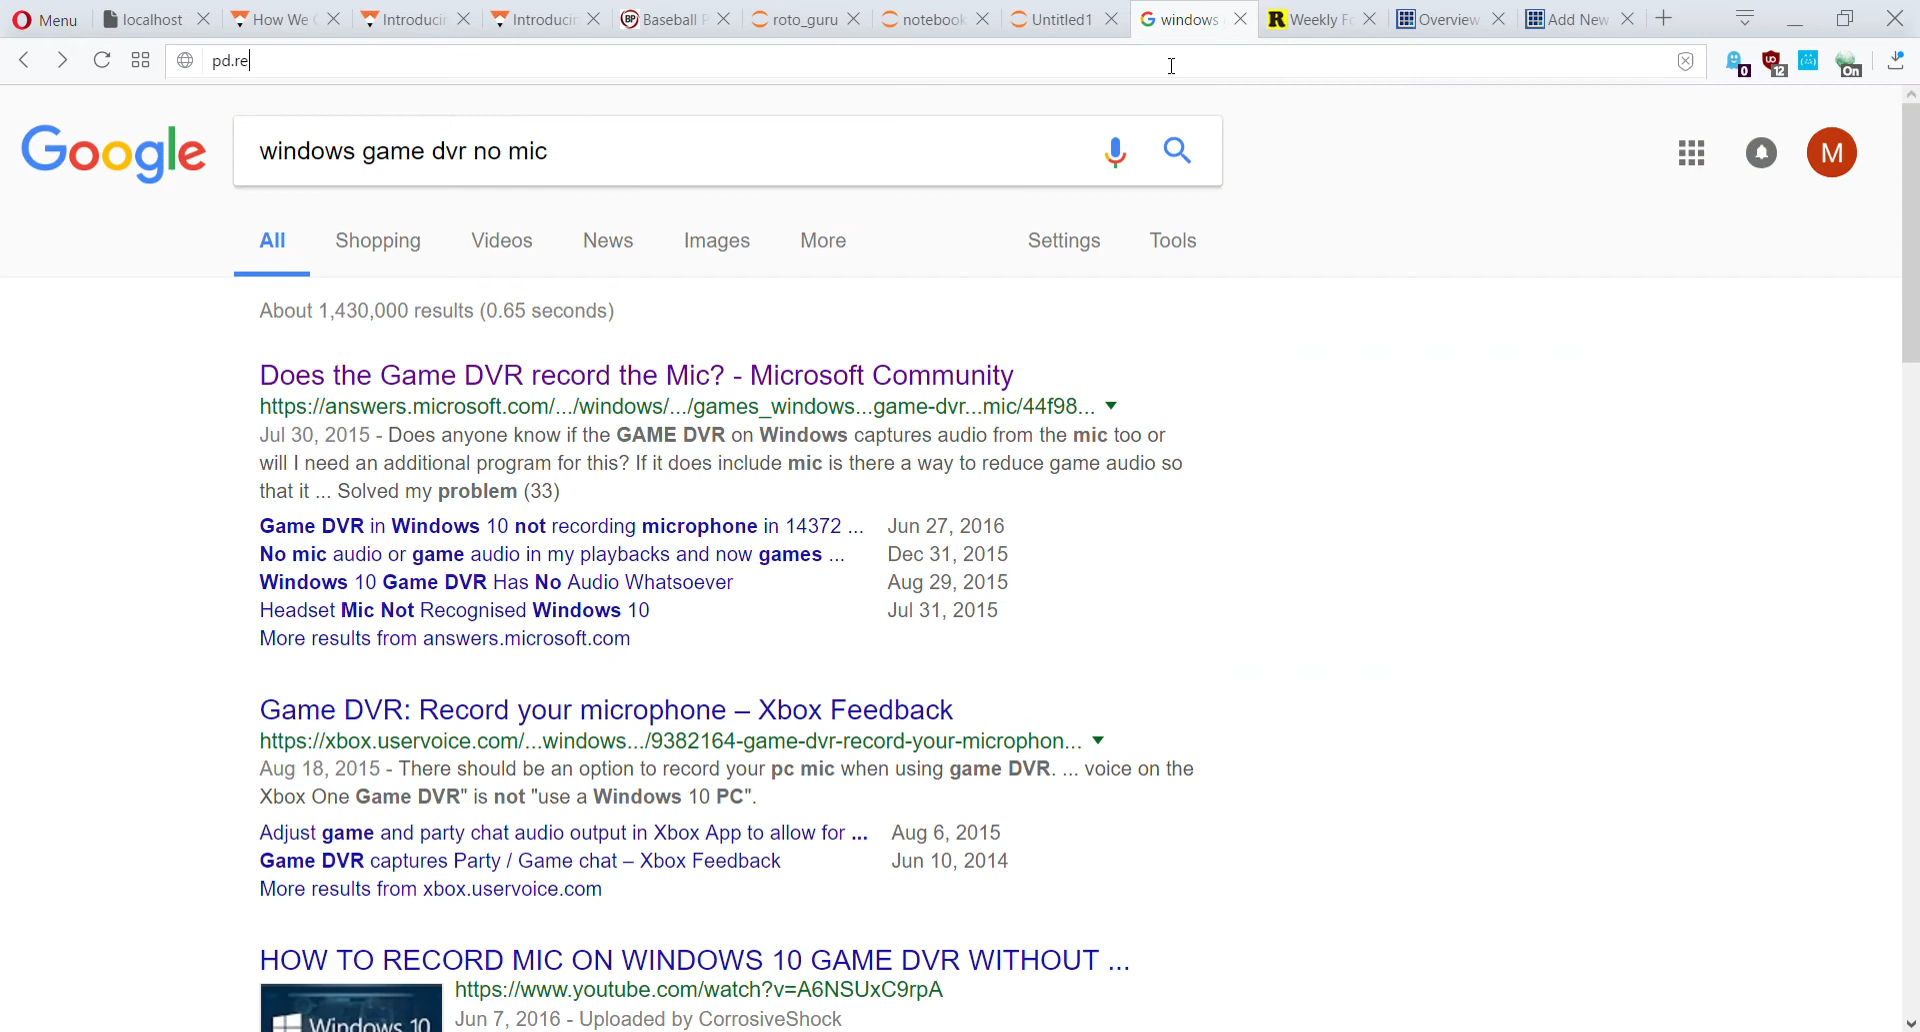 Menu localhost How We Introducin Introducin Baseball roto_guru notebook Untitled1 windows Weekly Fo Overview Add New
pd.re 0 12 On
Google windows game dvr no mic M
All Shopping Videos News Images More Settings Tools
About 1,430,000 results (0.65 seconds)
Does the Game DVR record the Mic? - Microsoft Community
https://answers.microsoft.com/.../windows/.../games_windows...game-dvr...mic/44f98...
Jul 30, 2015 - Does anyone know if the GAME DVR on Windows captures audio from the mic too or
will I need an additional program for this? If it does include mic is there a way to reduce game audio so
that it ... Solved my problem (33)
Game DVR in Windows 10 not recording microphone in 14372 ... Jun 27, 2016
No mic audio or game audio in my playbacks and now games ... Dec 31, 2015
Windows 10 Game DVR Has No Audio Whatsoever Aug 29, 2015
Headset Mic Not Recognised Windows 10 Jul 31, 2015
More results from answers.microsoft.com
Game DVR: Record your microphone – Xbox Feedback
https://xbox.uservoice.com/...windows.../9382164-game-dvr-record-your-microphon...
Aug 18, 2015 - There should be an option to record your pc mic when using game DVR. ... voice on the
Xbox One Game DVR" is not "use a Windows 10 PC".
Adjust game and party chat audio output in Xbox App to allow for ... Aug 6, 2015
Game DVR captures Party / Game chat – Xbox Feedback Jun 10, 2014
More results from xbox.uservoice.com
HOW TO RECORD MIC ON WINDOWS 10 GAME DVR WITHOUT ...
https://www.youtube.com/watch?v=A6NSUxC9rpA
Windows 10 Jun 7, 2016 - Uploaded by CorrosiveShock